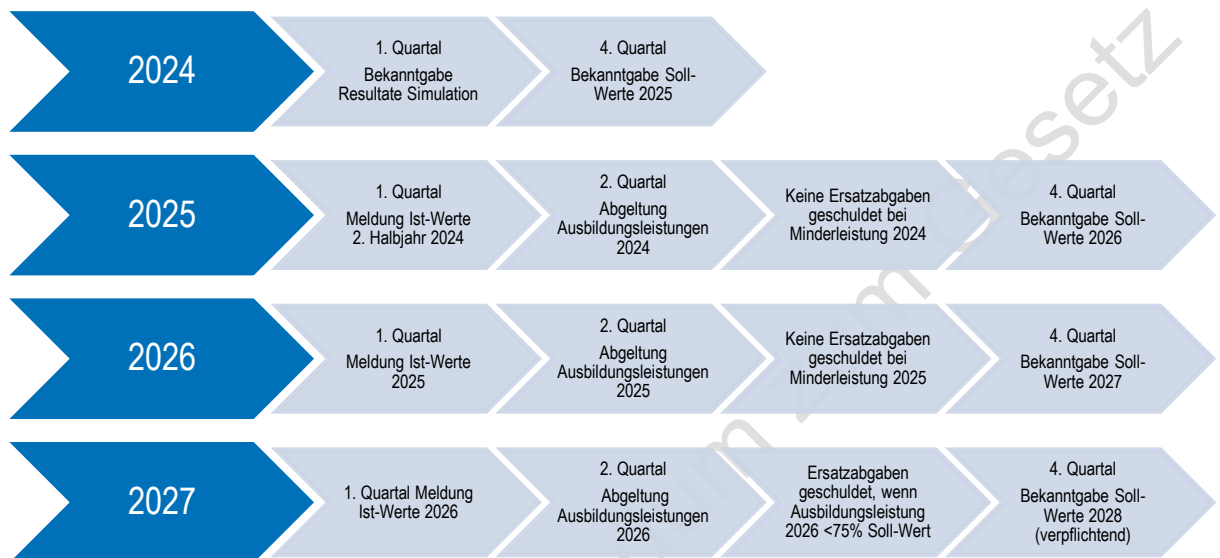 2024
1. Quartal
Bekanntgabe
Resultate Simulation
4. Quartal
Bekanntgabe Soll-
Werte 2025
2025
1. Quartal
Meldung Ist-Werte
2. Halbjahr 2024
2. Quartal
Abgeltung
Ausbildungsleistungen
2024
Keine Ersatzabgaben
geschuldet bei
Minderleistung 2024
4. Quartal
Bekanntgabe Soll-
Werte 2026
2026
1. Quartal
Meldung Ist-Werte
2025
2. Quartal
Abgeltung
Ausbildungsleistungen
2025
Keine Ersatzabgaben
geschuldet bei
Minderleistung 2025
4. Quartal
Bekanntgabe Soll-
Werte 2027
2027
1. Quartal Meldung
Ist-Werte 2026
2. Quartal
Abgeltung
Ausbildungsleistungen
2026
Ersatzabgaben
geschuldet, wenn
Ausbildungsleistung
2026 <75% Soll-Wert
4. Quartal
Bekanntgabe Soll-
Werte 2028
(verpflichtend)
zum Gesetz